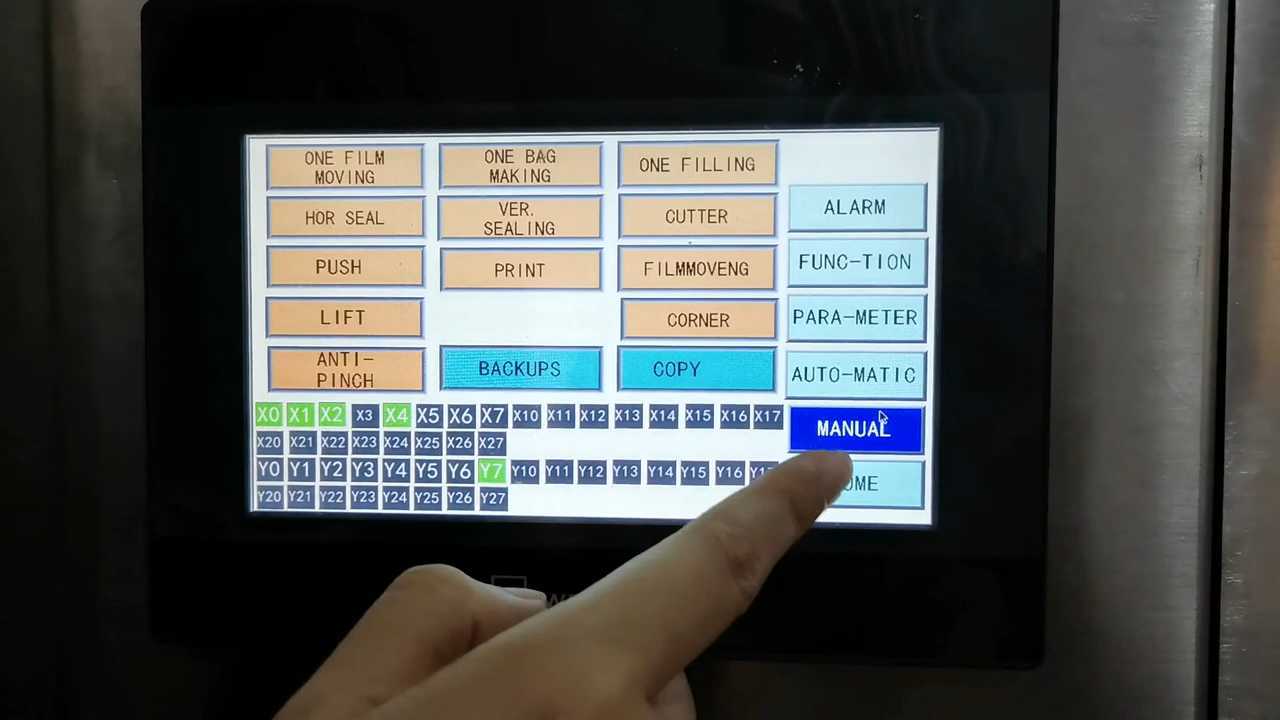 ONE FILM
MOVING
ONE BAG
MAKING
ONE FILLING
ALARM
HOR SEAL
VER.
SEALING
CUTTER
FUNC-TION
PUSH
PRINT
FILMMOVENG
PARA-METER
LIFT
CORNER
AUTO-MATIC
ANTI-
PINCH
BACKUPS
COPY
MANUAL
X0 X1 X2 X3 X4 X5 X6 X7 X10 X11 X12 X13 X14 X15 X16 X17
X20 X21 X22 X23 X24 X25 X26 X27
Y0 Y1 Y2 Y3 Y4 Y5 Y6 Y7 Y10 Y11 Y12 Y13 Y14 Y15 Y16
Y20 Y21 Y22 Y23 Y24 Y25 Y26 Y27